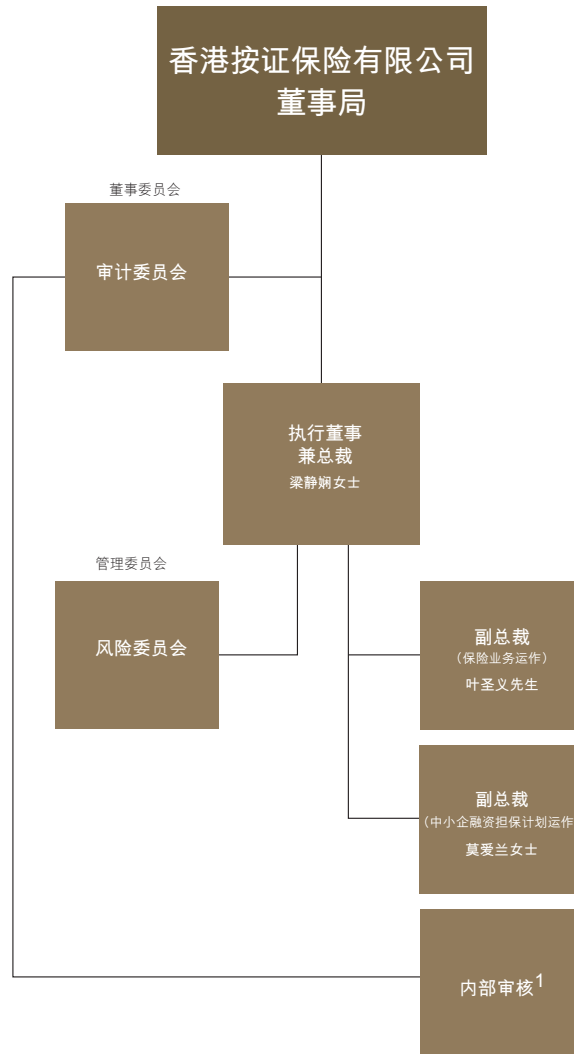 香港按证保险有限公司
董事局
董事委员会
审计委员会
执行董事
兼总裁
梁静娴女士
管理委员会
风险委员会
副总裁
（保险业务运作）
叶圣义先生
副总裁
（中小企融资担保计划运作
莫爱兰女士
内部审核1